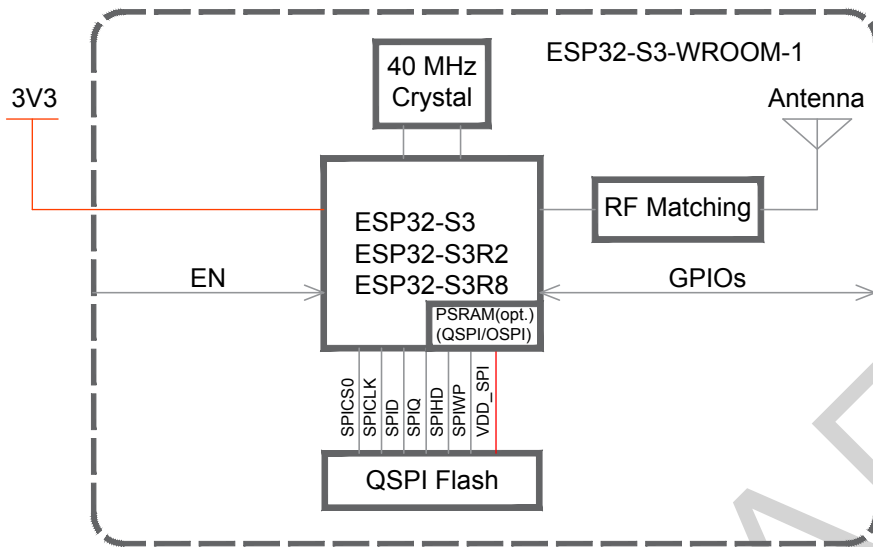 ESP32-S3-WROOM-1
40 MHz
Crystal
3V3
Antenna
RF Matching
ESP32-S3
ESP32-S3R2
ESP32-S3R8
EN
GPIOs
PSRAM(opt.)
(QSPI/OSPI)
SPICS0
SPICLK
SPID
SPIQ
SPIHD
SPIWP
VDD_SPI
QSPI Flash